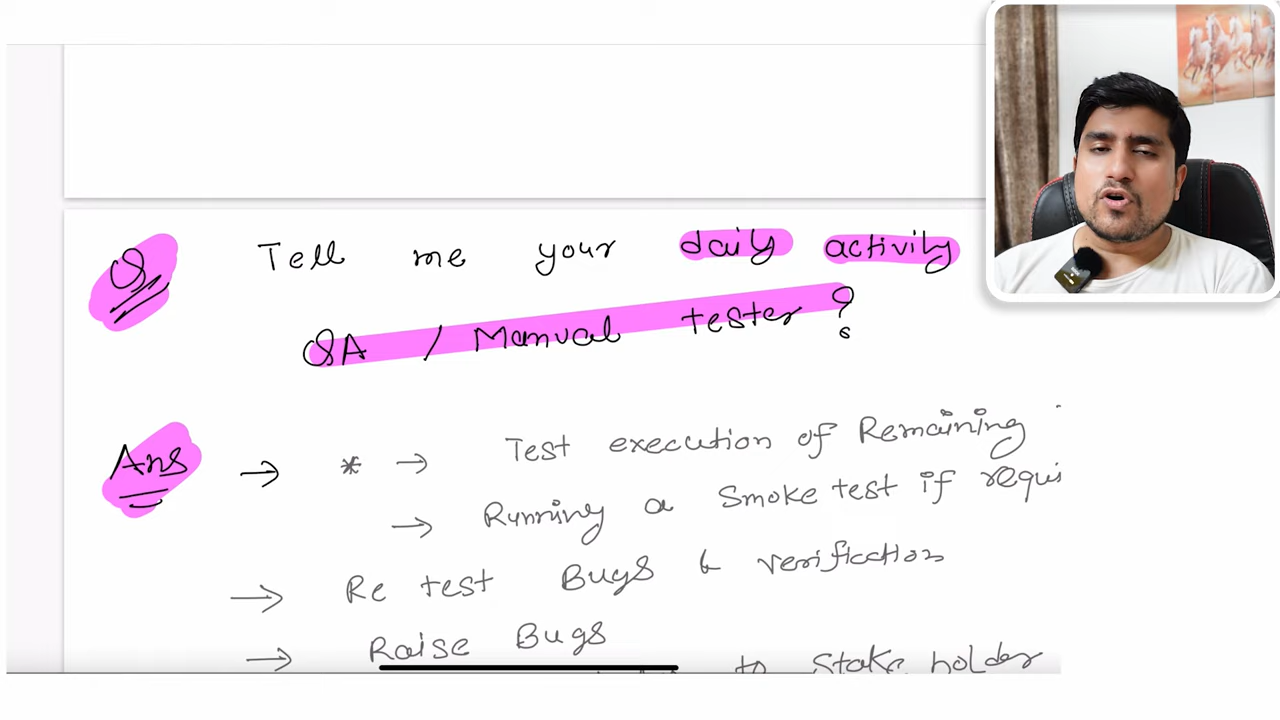 Q Tell me your daily activity
QA / Manual tester ?
Ans → * → Test execution of Remaining
→ Running a Smoke test if requi
→ Re test Bugs & verification
→ Raise Bugs
to Stake holder